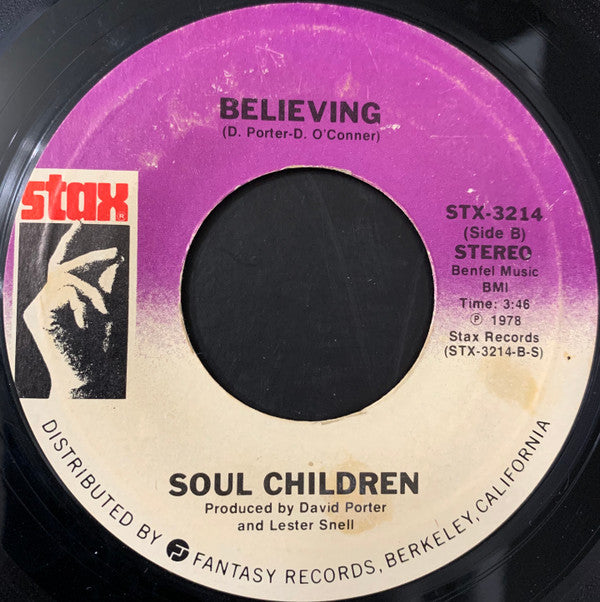 BELIEVING
(D. Porter-D. O'Conner)
stax®
STX-3214
(Side B)
STEREO
Benfel Music
BMI
Time: 3:46
℗ 1978
Stax Records
(STX-3214-B-S)
SOUL CHILDREN
Produced by David Porter
and Lester Snell
DISTRIBUTED BY FANTASY RECORDS, BERKELEY, CALIFORNIA